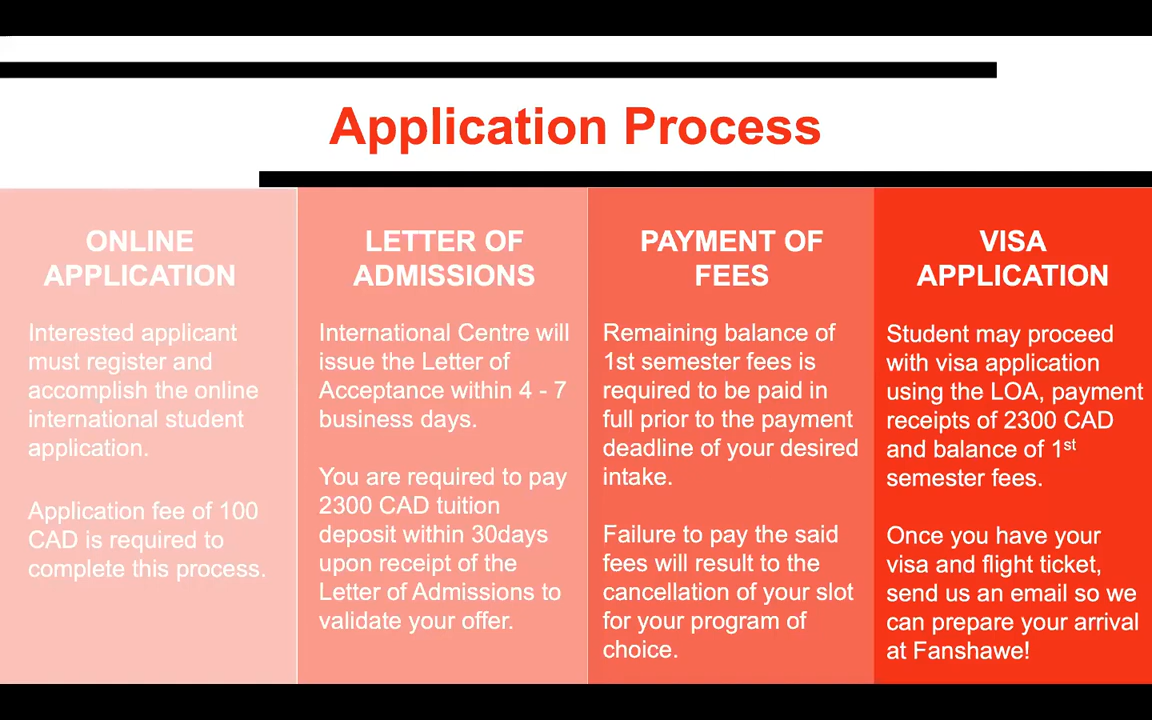 Application Process
ONLINE
APPLICATION
Interested applicant
must register and
accomplish the online
international student
application.
Application fee of 100
CAD is required to
complete this process.
LETTER OF
ADMISSIONS
International Centre will
issue the Letter of
Acceptance within 4 - 7
business days.
You are required to pay
2300 CAD tuition
deposit within 30days
upon receipt of the
Letter of Admissions to
validate your offer.
PAYMENT OF
FEES
Remaining balance of
1st semester fees is
required to be paid in
full prior to the payment
deadline of your desired
intake.
Failure to pay the said
fees will result to the
cancellation of your slot
for your program of
choice.
VISA
APPLICATION
Student may proceed
with visa application
using the LOA, payment
receipts of 2300 CAD
and balance of 1st
semester fees.
Once you have your
visa and flight ticket,
send us an email so we
can prepare your arrival
at Fanshawe!